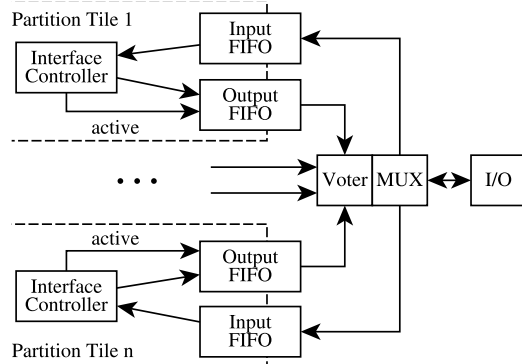 Partition Tile 1
Input
FIFO
Interface
Controller
Output
FIFO
active
• • •
Voter
MUX
I/O
active
Output
FIFO
Interface
Controller
Input
FIFO
Partition Tile n